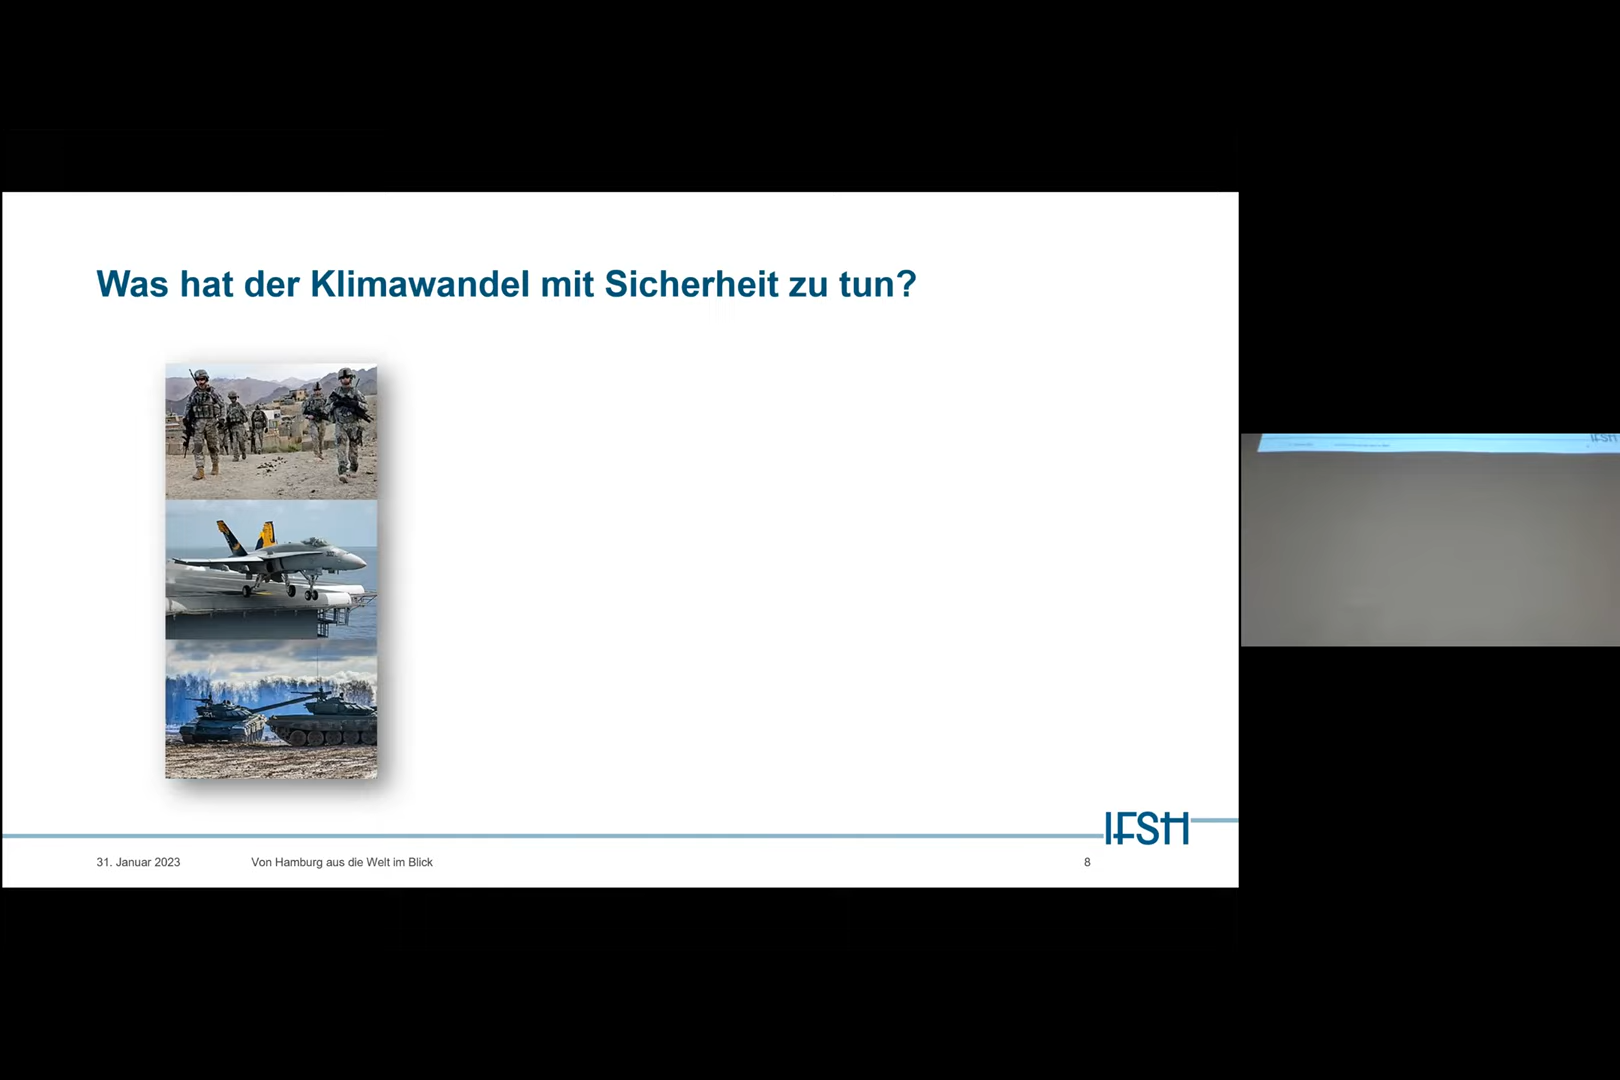 Was hat der Klimawandel mit Sicherheit zu tun?
IFSH
31. Januar 2023
Von Hamburg aus die Welt im Blick
8
IFSH